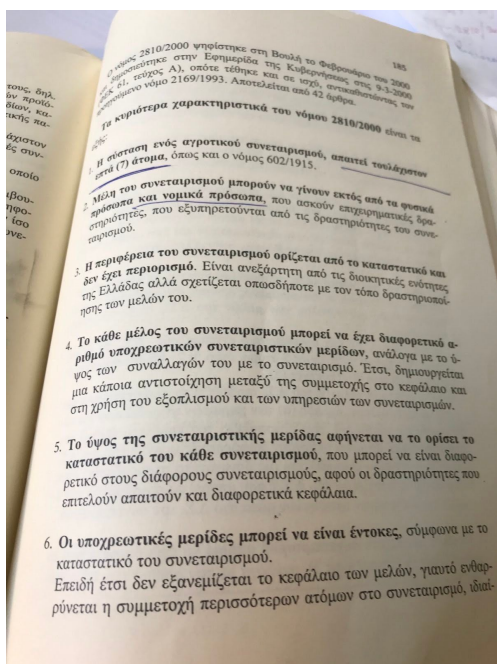 185
Ο νόμος 2810/2000 ψηφίστηκε στη Βουλή το Φεβρουάριο του 2000
δημοσιεύτηκε στην Εφημερίδα της Κυβερνήσεως στις 9-3-2000
61, τεύχος Α), οπότε τέθηκε και σε ισχύ, αντικαθιστώντας τον
προηγούμενο νόμο 2169/1993. Αποτελείται από 42 άρθρα.
Τα κυριότερα χαρακτηριστικά του νόμου 2810/2000 είναι τα
1. Η σύσταση ενός αγροτικού συνεταιρισμού, απαιτεί τουλάχιστον
επτά (7) άτομα, όπως και ο νόμος 602/1915.
2. Μέλη του συνεταιρισμού μπορούν να γίνουν εκτός από τα φυσικά
πρόσωπα και νομικά πρόσωπα, που ασκούν επιχειρηματικές δρα-
στηριότητες, που εξυπηρετούνται από τις δραστηριότητες του συνε-
ταιρισμού.
3. Η περιφέρεια του συνεταιρισμού ορίζεται από το καταστατικό και
δεν έχει περιορισμό. Είναι ανεξάρτητη από τις διοικητικές ενότητες
της Ελλάδας αλλά σχετίζεται οπωσδήποτε με τον τόπο δραστηριοποί-
ησης των μελών του.
4. Το κάθε μέλος του συνεταιρισμού μπορεί να έχει διαφορετικό α-
ριθμό υποχρεωτικών συνεταιριστικών μερίδων, ανάλογα με το ύ-
ψος των συναλλαγών του με το συνεταιρισμό. Έτσι, δημιουργείται
μια κάποια αντιστοίχηση μεταξύ της συμμετοχής στο κεφάλαιο και
στη χρήση του εξοπλισμού και των υπηρεσιών των συνεταιρισμών.
5. Το ύψος της συνεταιριστικής μερίδας αφήνεται να το ορίσει το
καταστατικό του κάθε συνεταιρισμού, που μπορεί να είναι διαφο-
ρετικό στους διάφορους συνεταιρισμούς, αφού οι δραστηριότητες που
επιτελούν απαιτούν και διαφορετικά κεφάλαια.
6. Οι υποχρεωτικές μερίδες μπορεί να είναι έντοκες, σύμφωνα με το
καταστατικό του συνεταιρισμού.
Επειδή έτσι δεν εξανεμίζεται το κεφάλαιο των μελών, γιαυτό ενθαρ-
ρύνεται η συμμετοχή περισσότερων ατόμων στο συνεταιρισμό, ιδιαί-